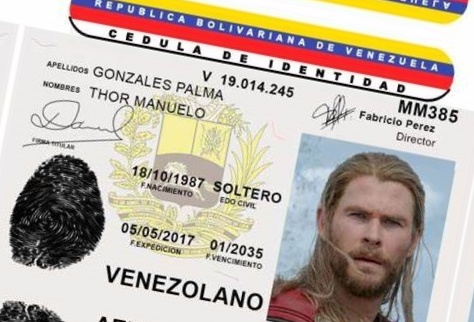 REPUBLICA BOLIVARIANA DE VENEZUELA
CEDULA DE IDENTIDAD
V 19.014.245
MM385
APELLIDOS GONZALES PALMA
NOMBRES THOR MANUELO
Fabricio Perez
Director
FIRMA TITULAR
18/10/1987 SOLTERO
F.NACIMIENTO EDO CIVIL
05/05/2017 01/2035
F.EXPEDICION F.VENCIMIENTO
VENEZOLANO